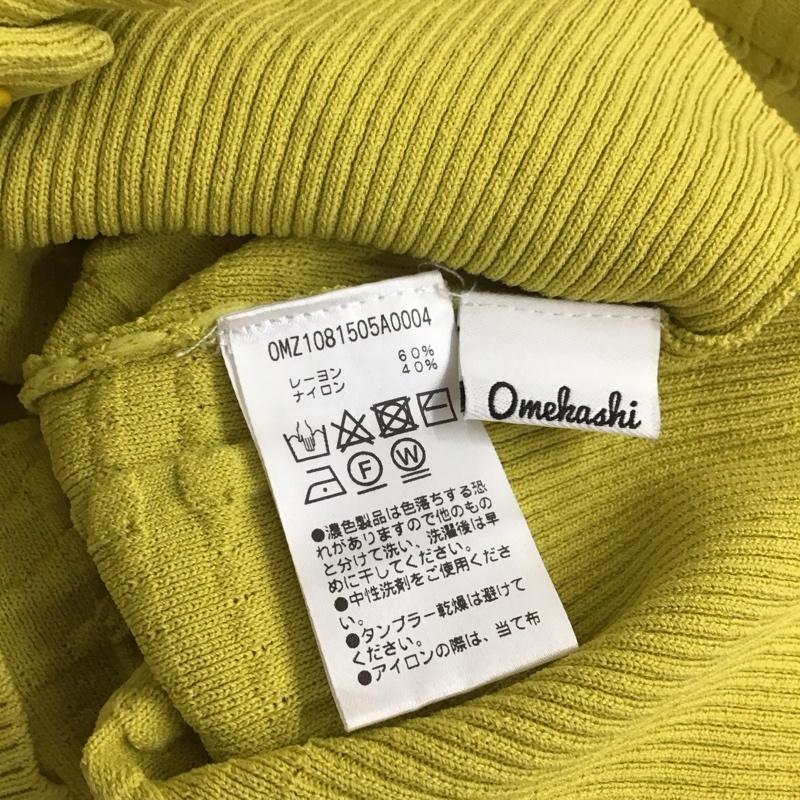 OMZ1081505A0004
レーヨン 60%
ナイロン 40%
Omekashi
F W
●濃色製品は色落ちする恐
れがありますので他のもの
と分けて洗い、洗濯後は早
めに干してください。
●中性洗剤をご使用くださ
い。
●タンブラー乾燥は避けて
ください。
●アイロンの際は、当て布